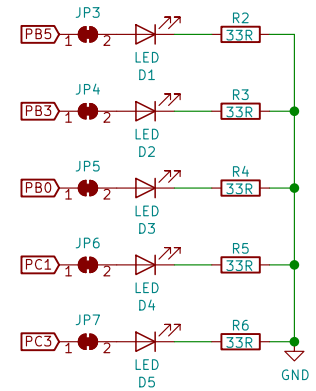 JP3
R2
PB5
1
2
33R
LED
D1
JP4
R3
PB3
1
2
33R
LED
D2
JP5
R4
PB0
1
2
33R
LED
D3
JP6
R5
PC1
1
2
33R
LED
D4
JP7
R6
PC3
1
2
33R
LED
D5
GND